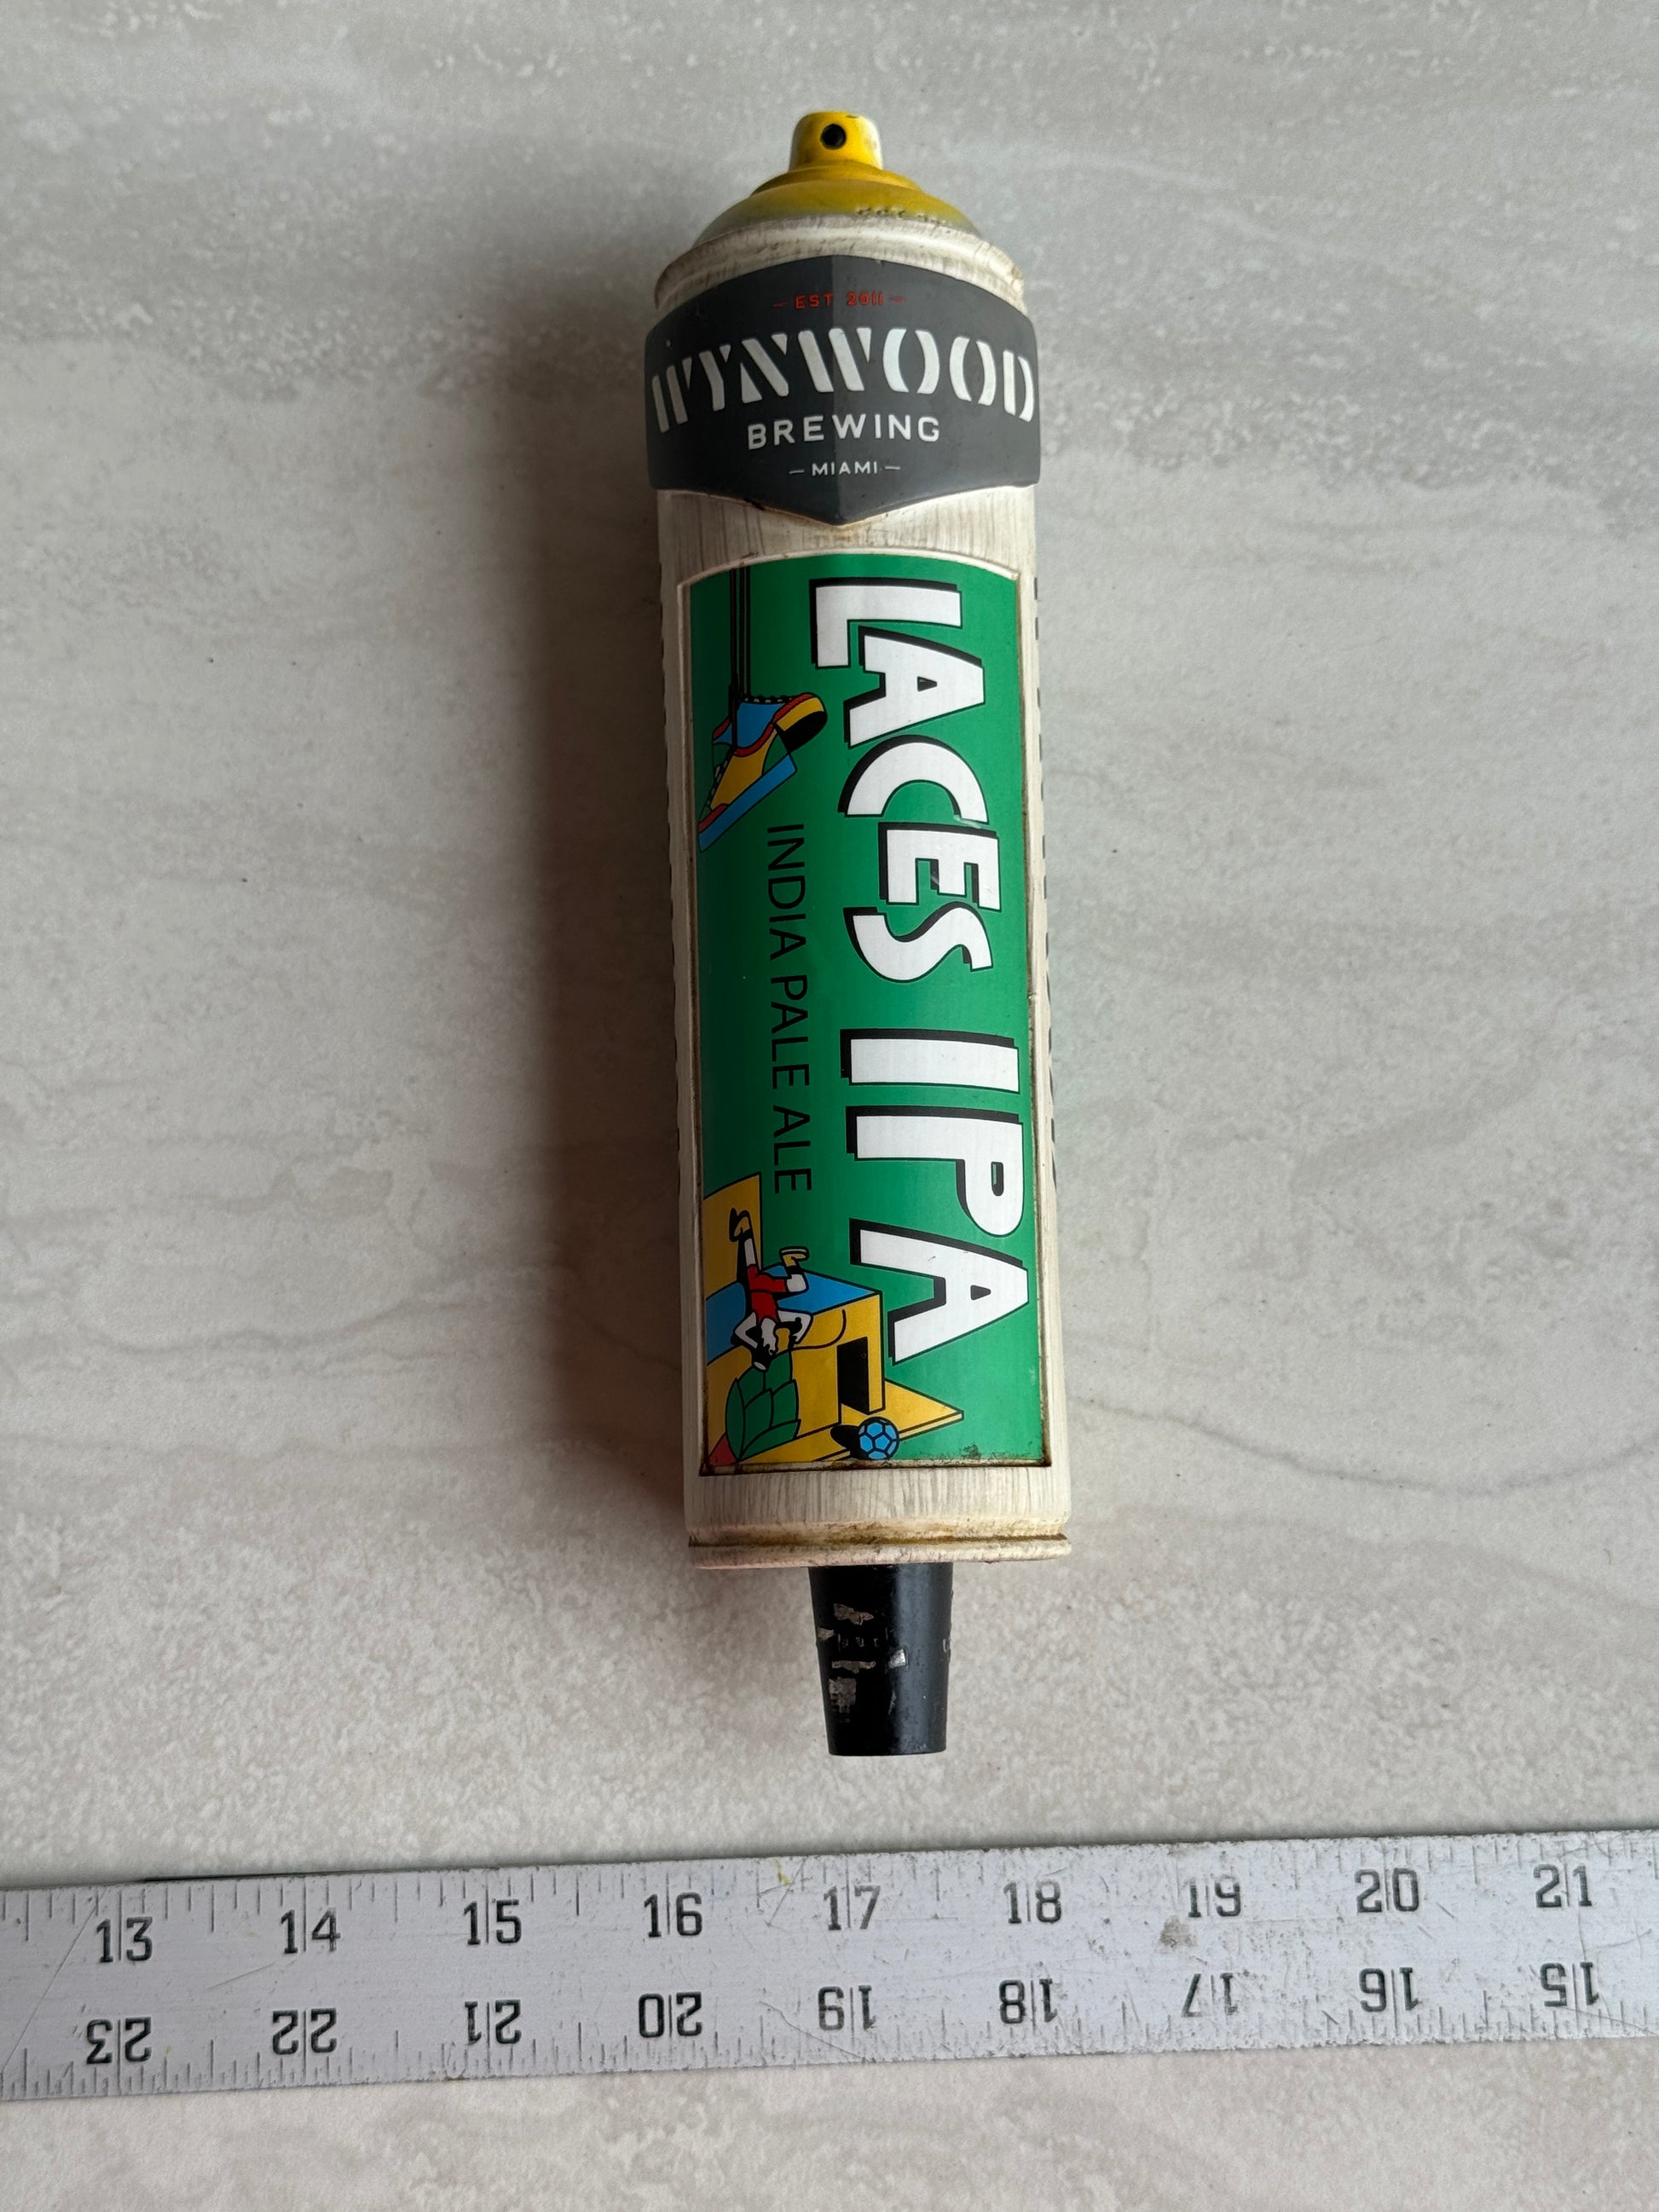 EST 2011
WYNWOOD
BREWING
MIAMI
LACES IPA
INDIA PALE ALE
13 14 15 16 17 18 19 20 21
23 22 21 20 19 18 17 16 15